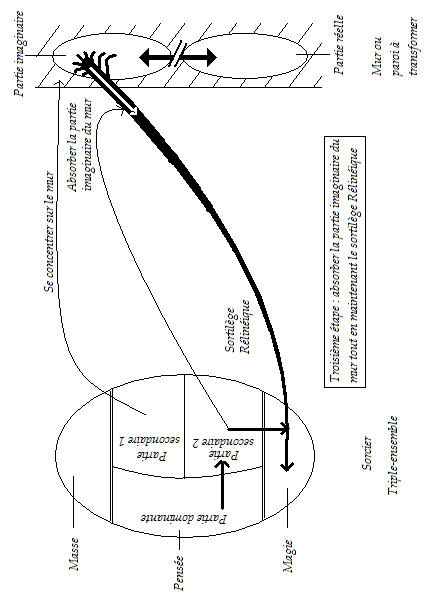 Partie imaginaire
Partie réelle
Mur ou
paroi à
transformer
Absorber la partie
imaginaire du mur
Se concentrer sur le mur
Sortilège
Rélinéique
Troisième étape : absorber la partie imaginaire du
mur tout en maintenant le sortilège Rélinéique
Masse
Pensée
Magie
Partie
secondaire 1
Partie
secondaire 2
Partie dominante
Sorcier
Triple-ensemble